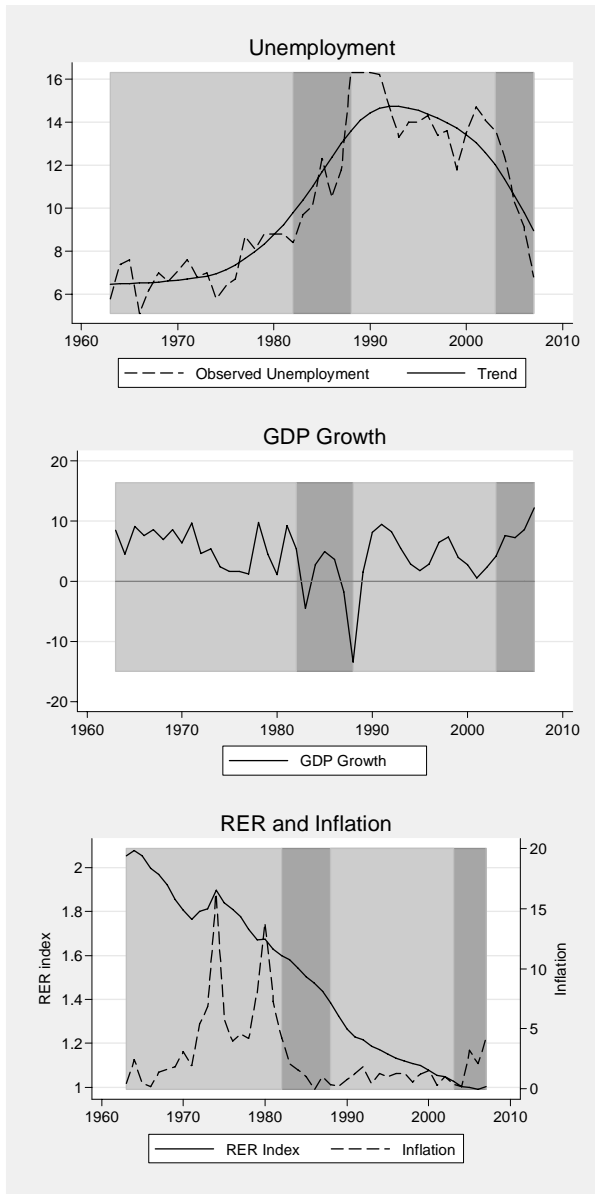 Unemployment
16
14
12
10
8
6
1960 1970 1980 1990 2000 2010
Observed Unemployment Trend
GDP Growth
20
10
0
-10
-20
1960 1970 1980 1990 2000 2010
GDP Growth
RER and Inflation
RER index
2
1.8
1.6
1.4
1.2
1
20
15
10
5
0
Inflation
1960 1970 1980 1990 2000 2010
RER Index Inflation